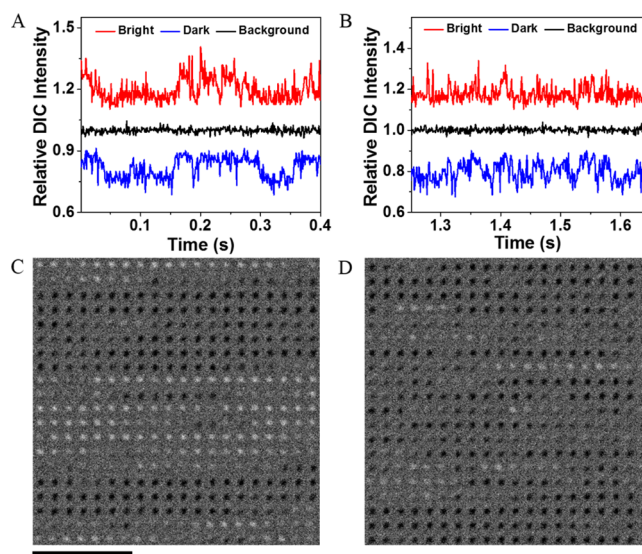 A
Bright Dark Background
1.5
1.2
0.9
0.6
Relative DIC Intensity
0.1 0.2 0.3 0.4
Time (s)
B
Bright Dark Background
1.4
1.2
1.0
0.8
0.6
Relative DIC Intensity
1.3 1.4 1.5 1.6
Time (s)
C
D